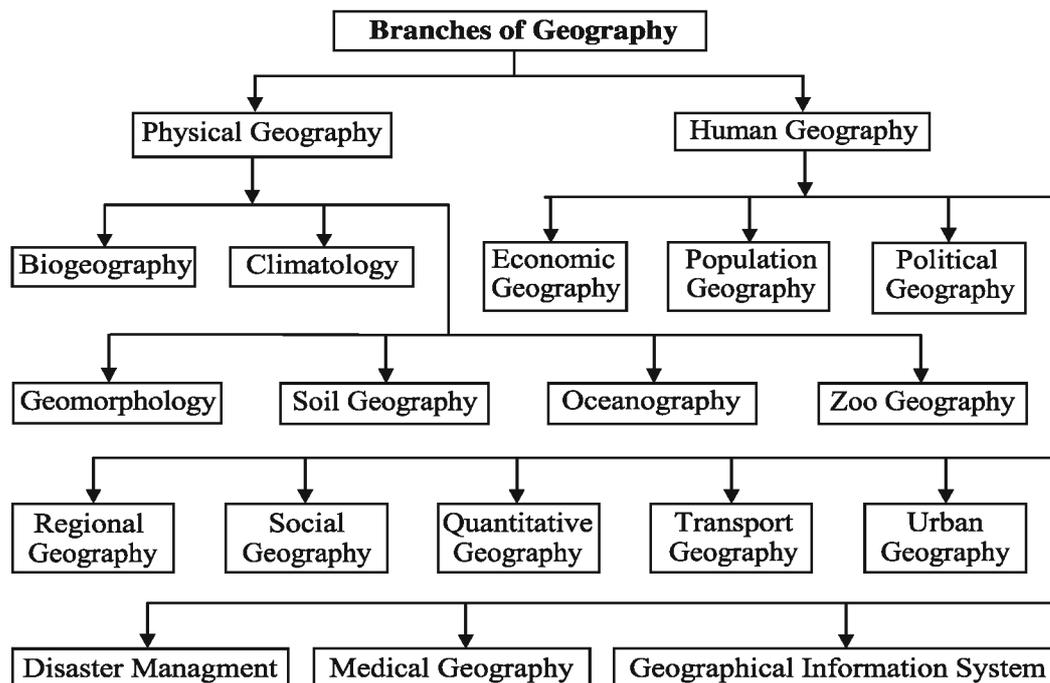 Branches of Geography
Physical Geography
Human Geography
Biogeography
Climatology
Economic
Geography
Population
Geography
Political
Geography
Geomorphology
Soil Geography
Oceanography
Zoo Geography
Regional
Geography
Social
Geography
Quantitative
Geography
Transport
Geography
Urban
Geography
Disaster Managment
Medical Geography
Geographical Information System